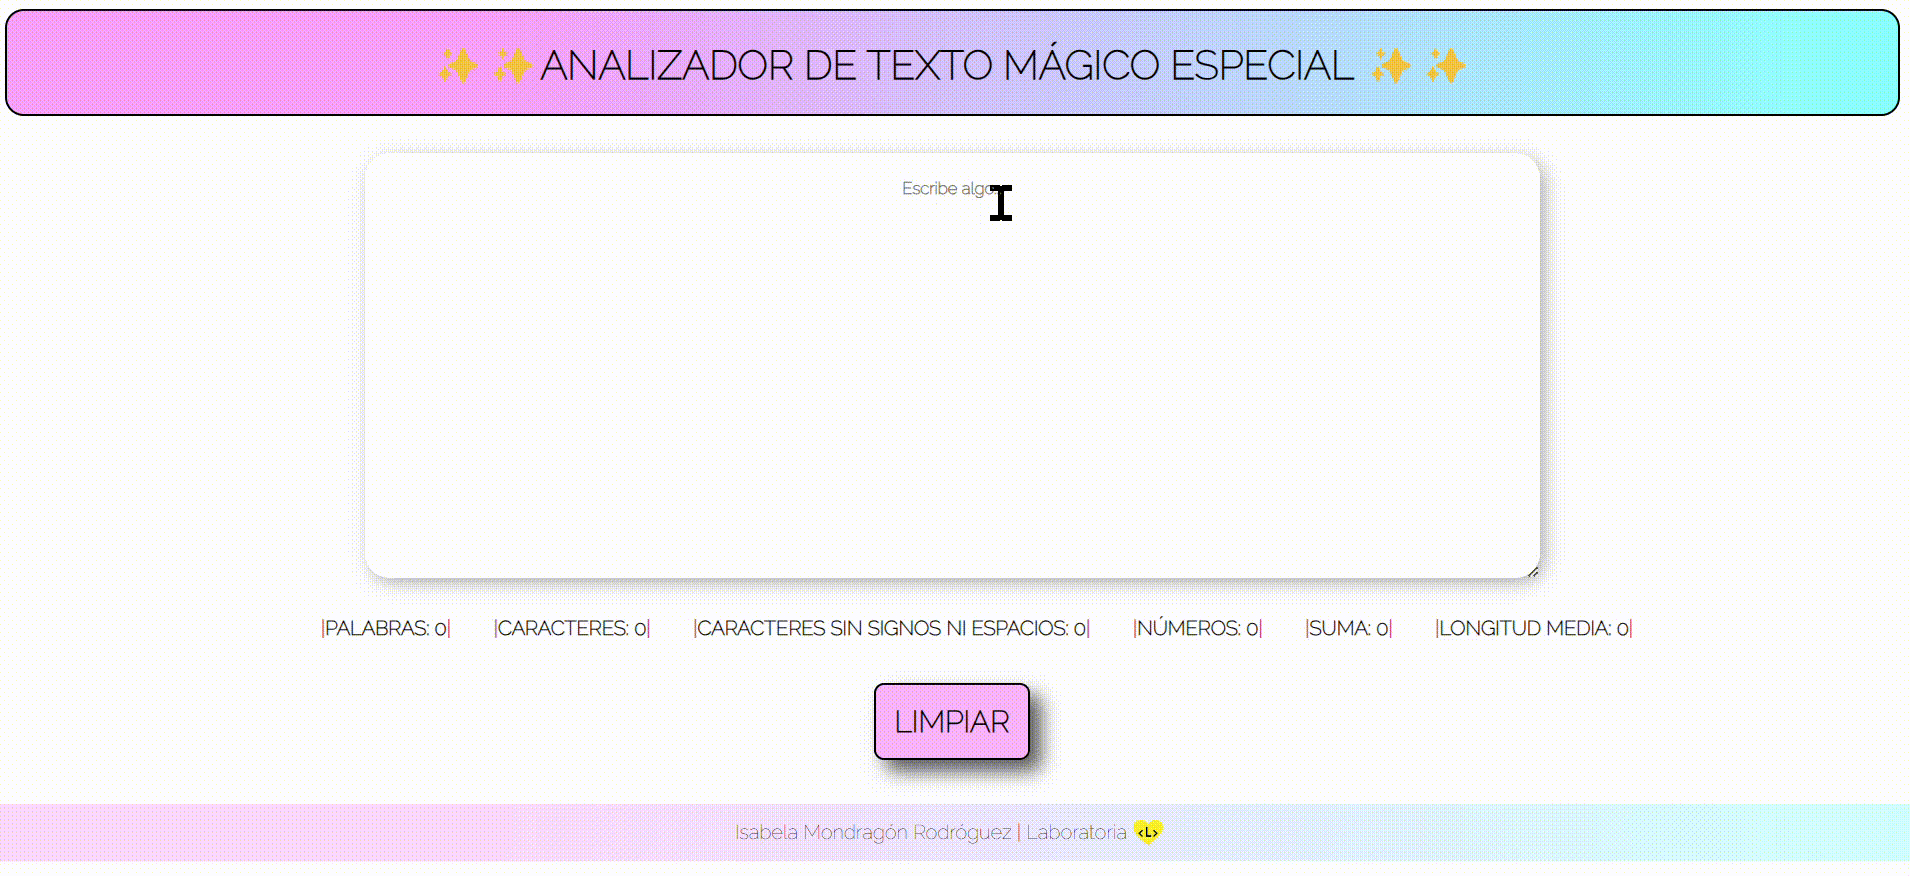 ✨ ✨ ANALIZADOR DE TEXTO MÁGICO ESPECIAL ✨ ✨
Escribe algo
|PALABRAS: 0| |CARACTERES: 0| |CARACTERES SIN SIGNOS NI ESPACIOS: 0| |NÚMEROS: 0| |SUMA: 0| |LONGITUD MEDIA: 0|
LIMPIAR
Isabela Mondragón Rodróguez | Laboratoria <L>